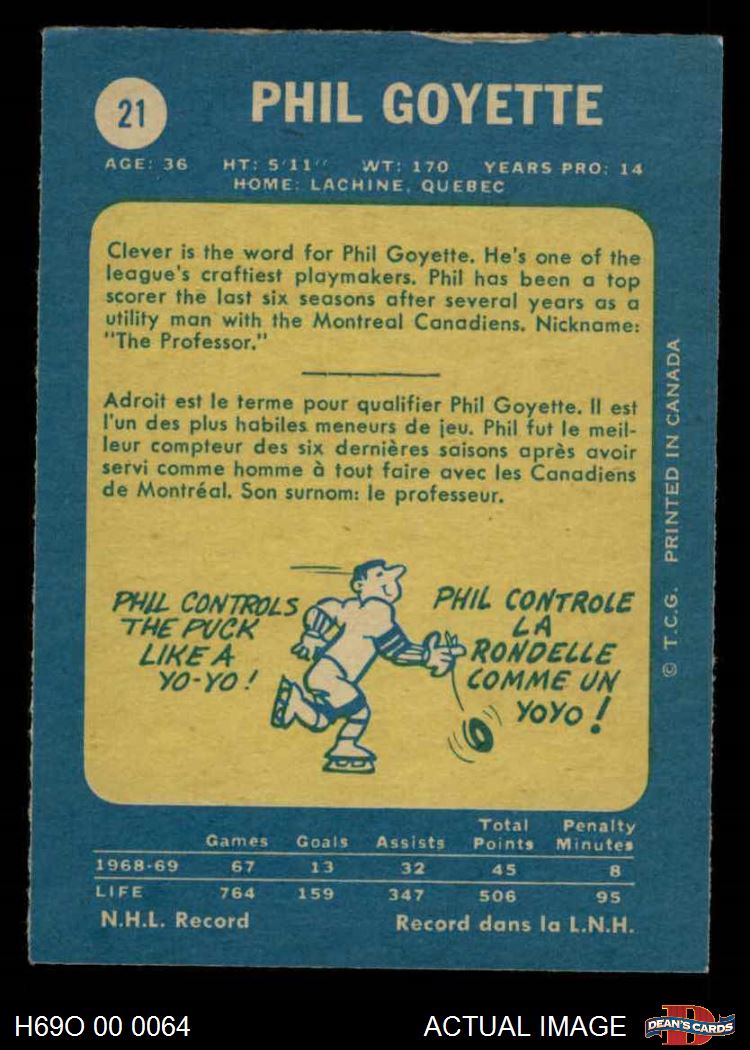 21
PHIL GOYETTE
AGE: 36 HT: 5'11" WT: 170 YEARS PRO: 14
HOME: LACHINE, QUEBEC
Clever is the word for Phil Goyette. He's one of the
league's craftiest playmakers. Phil has been a top
scorer the last six seasons after several years as a
utility man with the Montreal Canadiens. Nickname:
"The Professor."
Adroit est le terme pour qualifier Phil Goyette. Il est
l'un des plus habiles meneurs de jeu. Phil fut le meil-
leur compteur des six dernières saisons après avoir
servi comme homme à tout faire avec les Canadiens
de Montréal. Son surnom: le professeur.
PHIL CONTROLS
THE PUCK
LIKE A
YO-YO!
PHIL CONTROLE
LA
RONDELLE
COMME UN
YOYO!
© T.C.G. PRINTED IN CANADA
Games Goals Assists Total Points Penalty Minutes
1968-69 67 13 32 45 8
LIFE 764 159 347 506 95
N.H.L. Record Record dans la L.N.H.
H69O 00 0064 ACTUAL IMAGE
D
DEAN'S CARDS